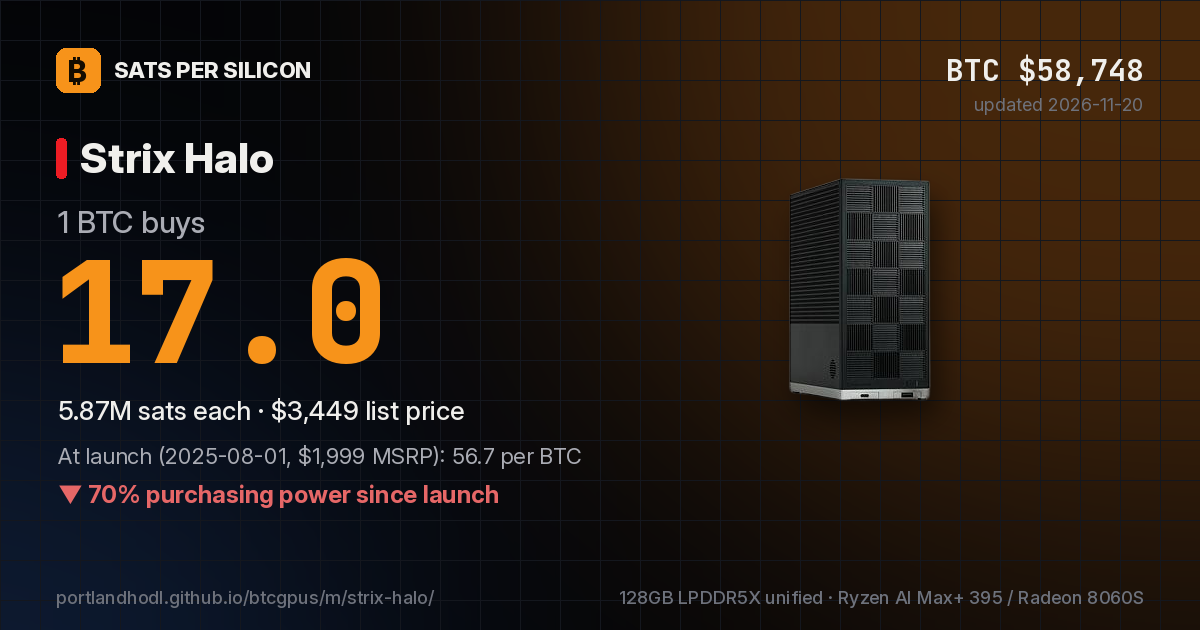 ₿ SATS PER SILICON
BTC $58,748
updated 2026-11-20
Strix Halo
1 BTC buys
17.0
5.87M sats each · $3,449 list price
At launch (2025-08-01, $1,999 MSRP): 56.7 per BTC
▼ 70% purchasing power since launch
portlandhodl.github.io/btcgpus/m/strix-halo/
128GB LPDDR5X unified · Ryzen AI Max+ 395 / Radeon 8060S